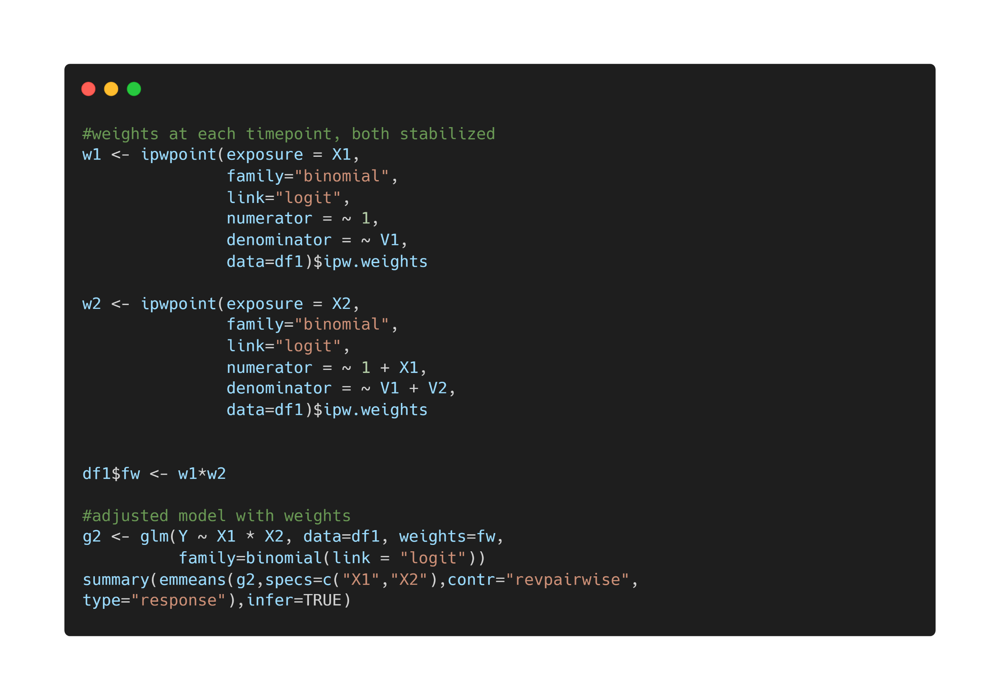 #weights at each timepoint, both stabilized
w1 <- ipwpoint(exposure = X1,
               family="binomial",
               link="logit",
               numerator = ~ 1,
               denominator = ~ V1,
               data=df1)$ipw.weights

w2 <- ipwpoint(exposure = X2,
               family="binomial",
               link="logit",
               numerator = ~ 1 + X1,
               denominator = ~ V1 + V2,
               data=df1)$ipw.weights


df1$fw <- w1*w2

#adjusted model with weights
g2 <- glm(Y ~ X1 * X2, data=df1, weights=fw,
          family=binomial(link = "logit"))
summary(emmeans(g2,specs=c("X1","X2"),contr="revpairwise",
type="response"),infer=TRUE)